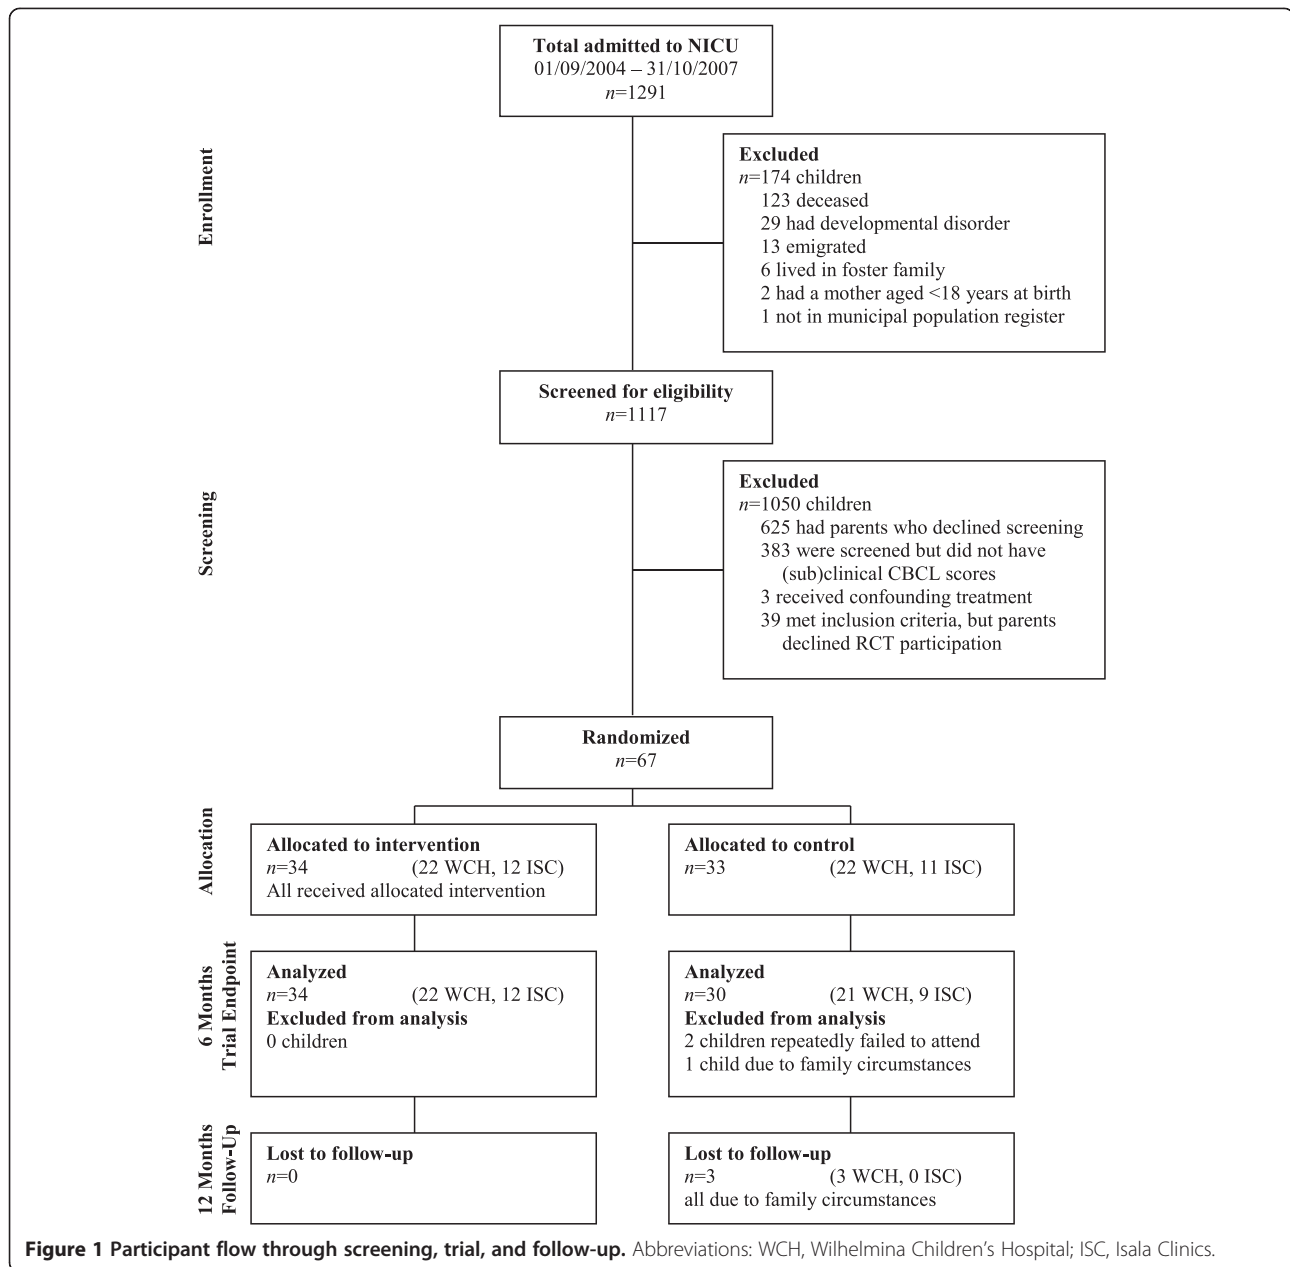 Total admitted to NICU
01/09/2004 – 31/10/2007
n=1291
Enrollment
Excluded
n=174 children
123 deceased
29 had developmental disorder
13 emigrated
6 lived in foster family
2 had a mother aged <18 years at birth
1 not in municipal population register
Screened for eligibility
n=1117
Screening
Excluded
n=1050 children
625 had parents who declined screening
383 were screened but did not have
(sub)clinical CBCL scores
3 received confounding treatment
39 met inclusion criteria, but parents
declined RCT participation
Randomized
n=67
Allocation
Allocated to intervention
n=34 (22 WCH, 12 ISC)
All received allocated intervention
Allocated to control
n=33 (22 WCH, 11 ISC)
6 Months
Trial Endpoint
Analyzed
n=34 (22 WCH, 12 ISC)
Excluded from analysis
0 children
Analyzed
n=30 (21 WCH, 9 ISC)
Excluded from analysis
2 children repeatedly failed to attend
1 child due to family circumstances
12 Months
Follow-Up
Lost to follow-up
n=0
Lost to follow-up
n=3 (3 WCH, 0 ISC)
all due to family circumstances
Figure 1 Participant flow through screening, trial, and follow-up. Abbreviations: WCH, Wilhelmina Children's Hospital; ISC, Isala Clinics.